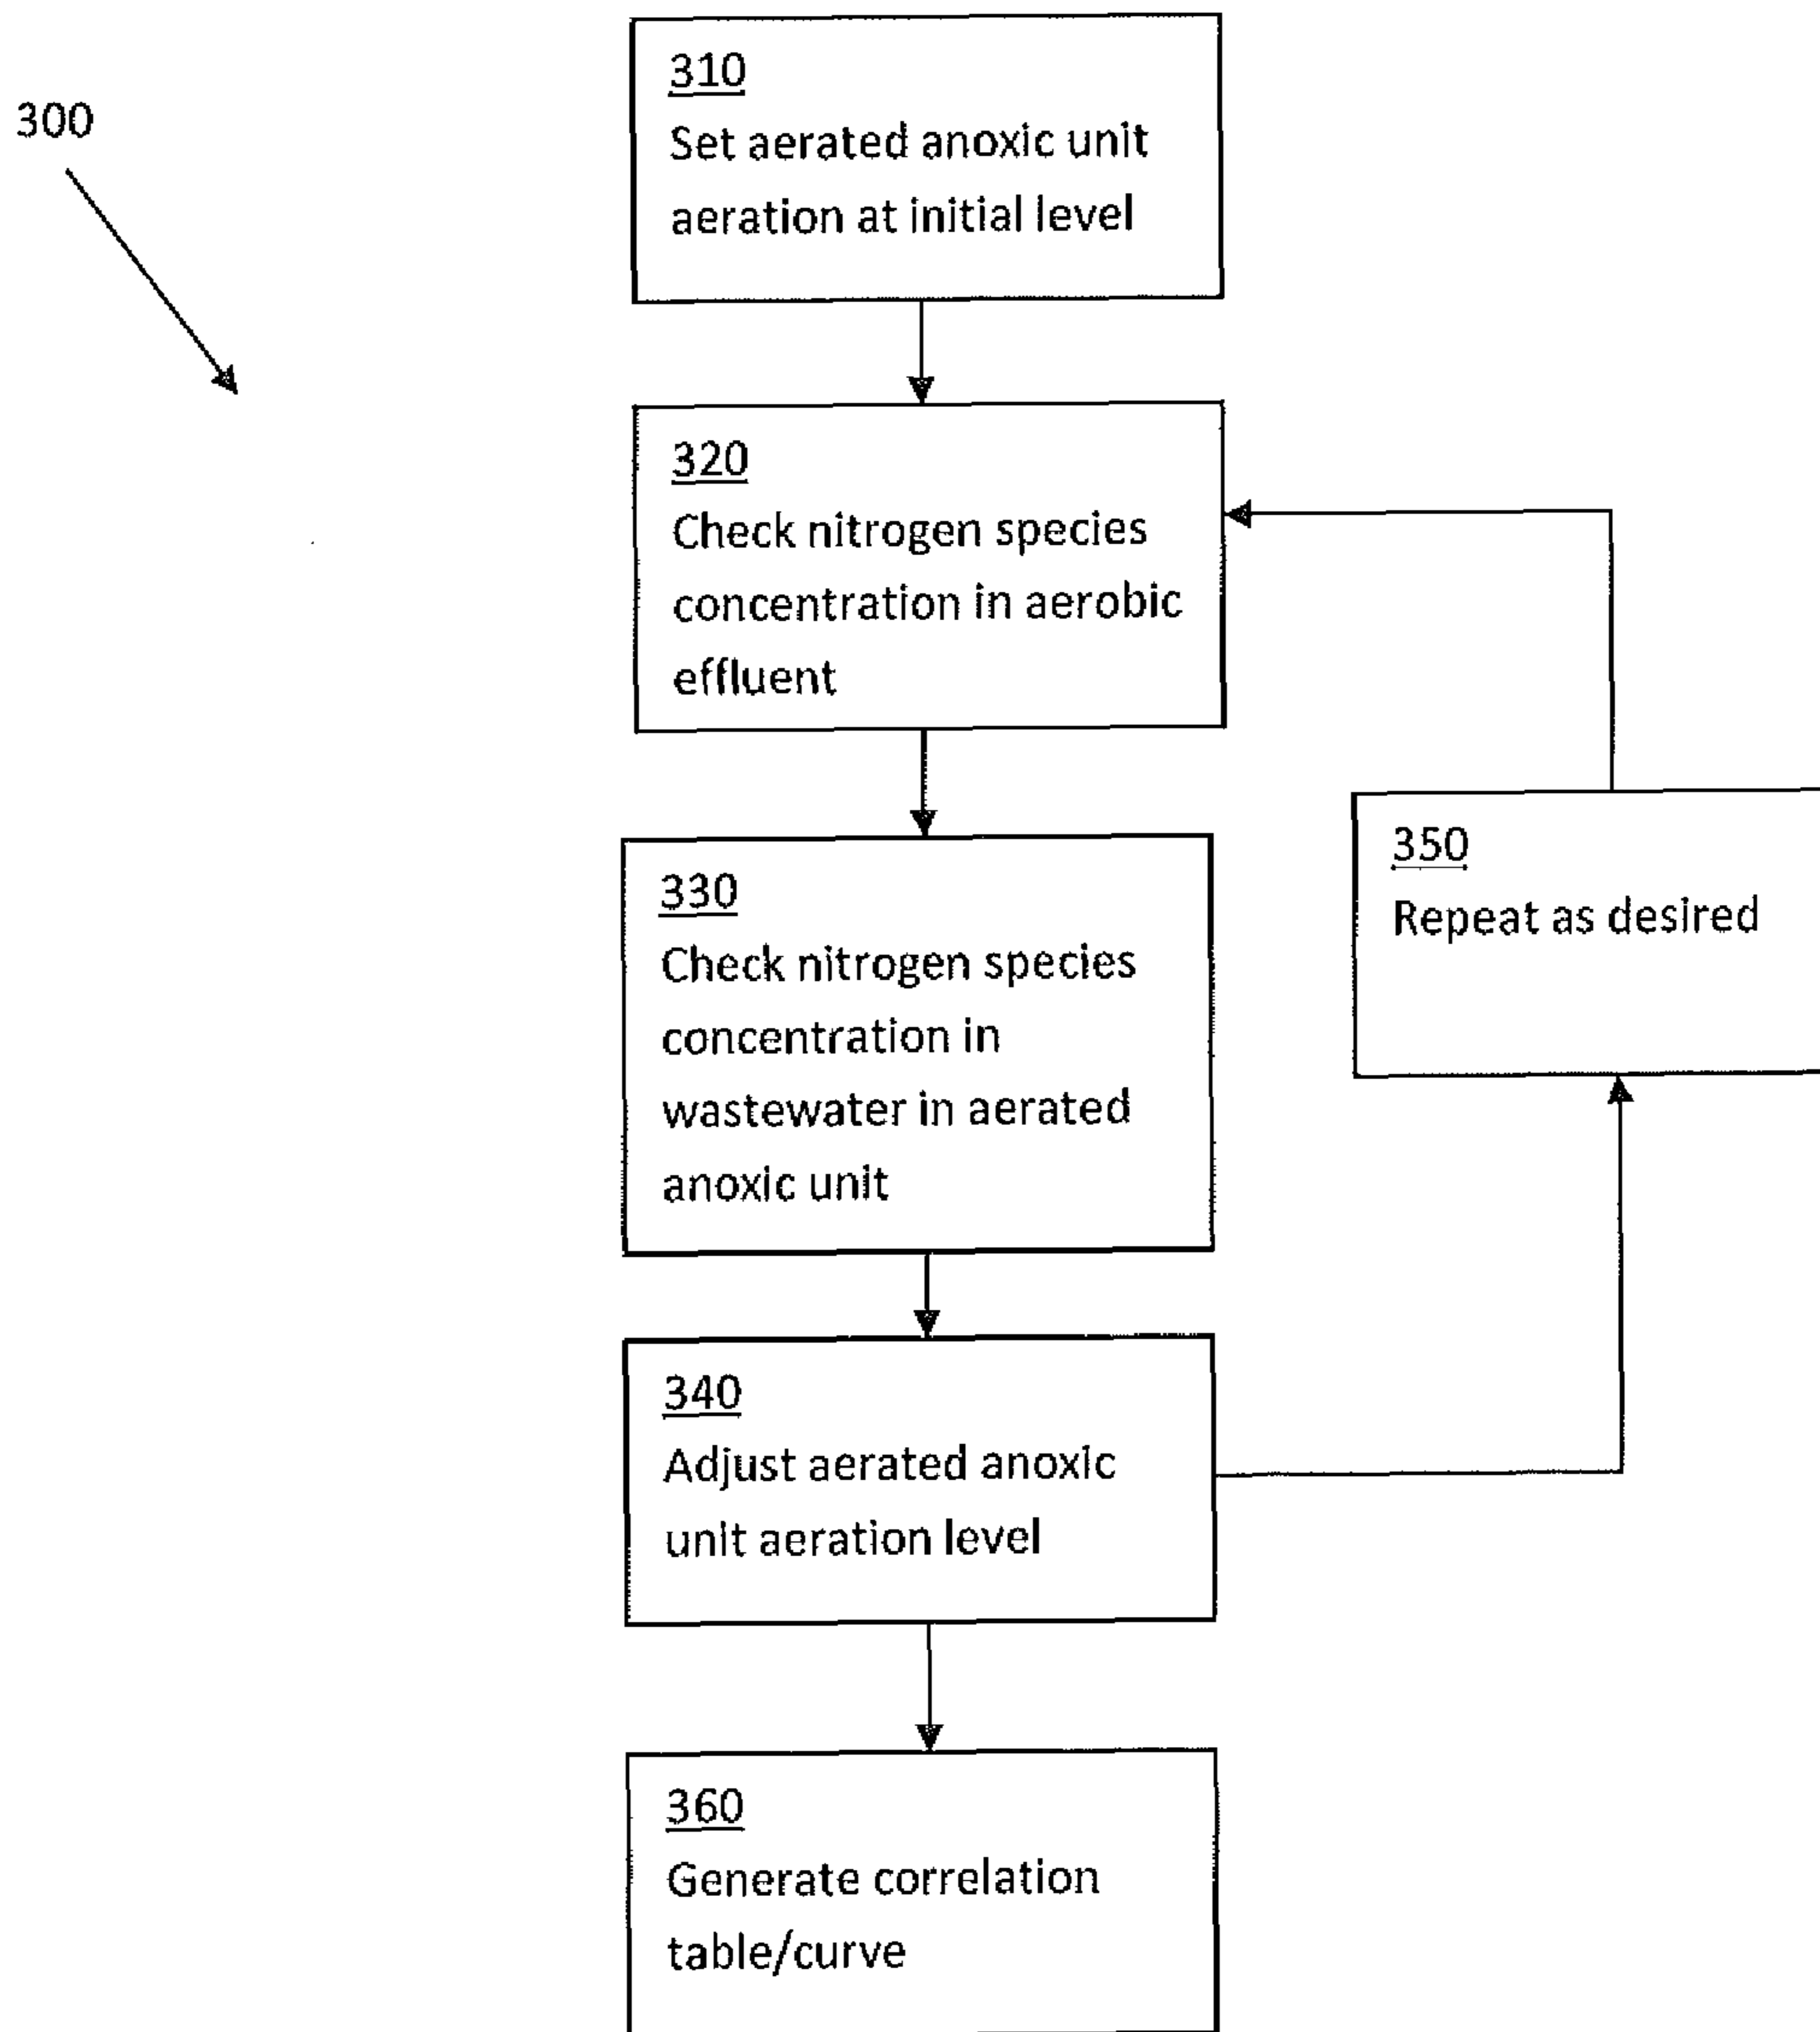 300
310
Set aerated anoxic unit
aeration at initial level
320
Check nitrogen species
concentration in aerobic
effluent
330
Check nitrogen species
concentration in
wastewater in aerated
anoxic unit
350
Repeat as desired
340
Adjust aerated anoxic
unit aeration level
360
Generate correlation
table/curve